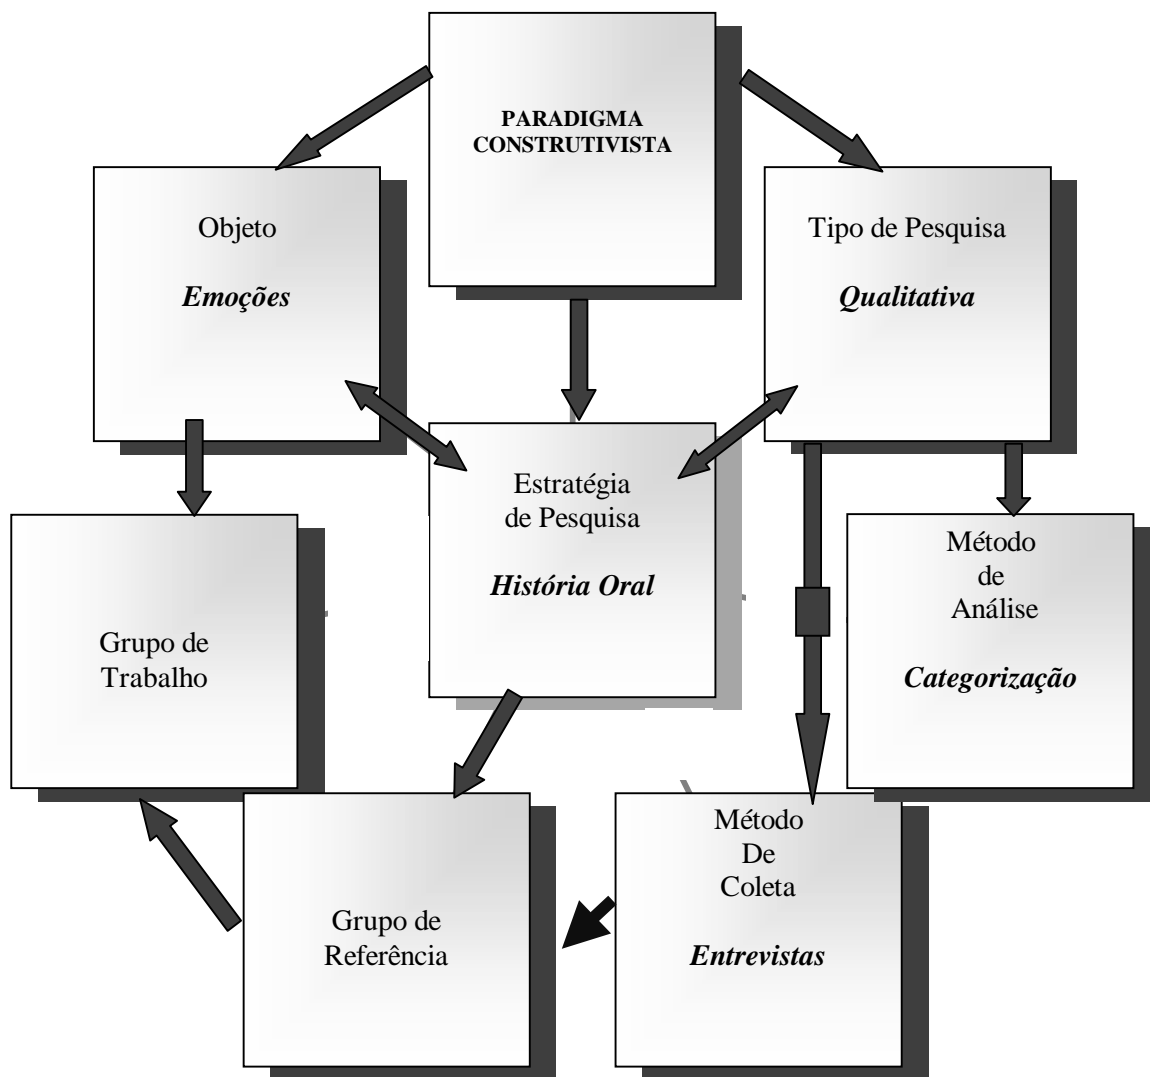 PARADIGMA
CONSTRUTIVISTA
Objeto
Emoções
Tipo de Pesquisa
Qualitativa
Estratégia
de Pesquisa
História Oral
Grupo de
Trabalho
Método
de
Análise
Categorização
Grupo de
Referência
Método
De
Coleta
Entrevistas